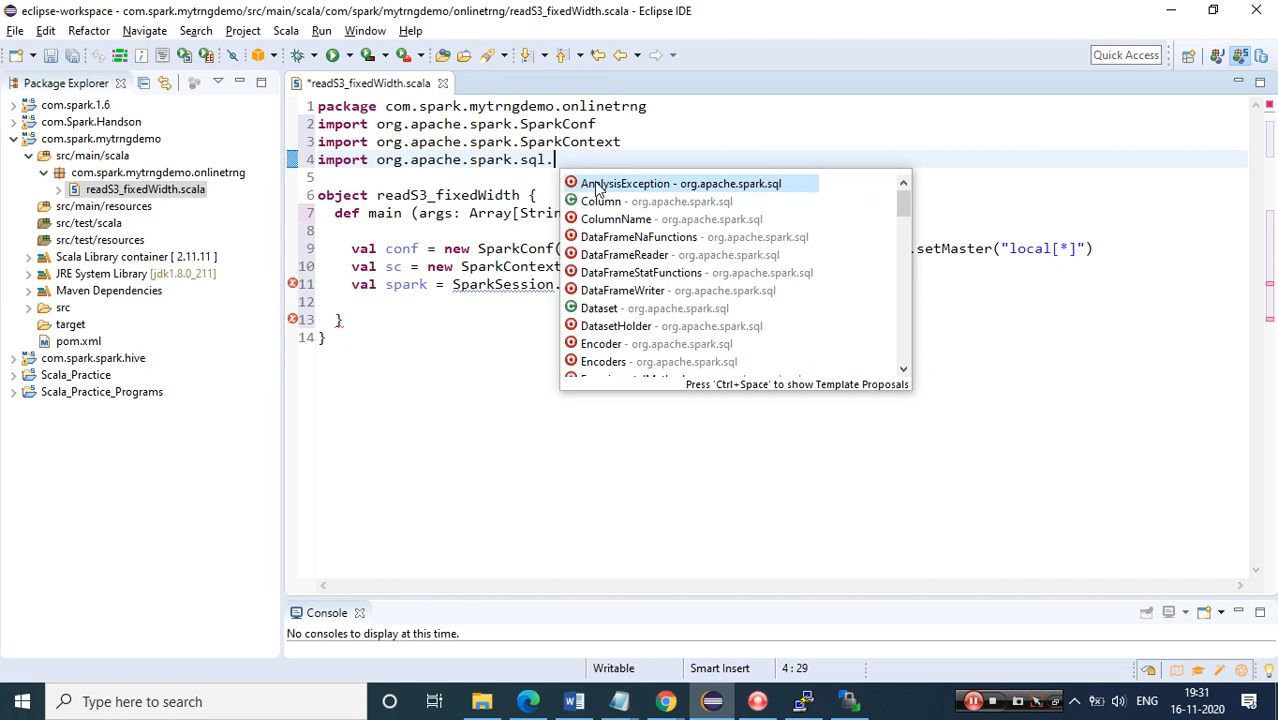 eclipse-workspace - com.spark.mytrngdemo/src/main/scala/com/spark/mytrngdemo/onlinetrng/readS3_fixedWidth.scala - Eclipse IDE
File Edit Refactor Navigate Search Project Scala Run Window Help
Quick Access
Package Explorer
*readS3_fixedWidth.scala
com.spark.1.6
com.Spark.Handson
com.spark.mytrngdemo
src/main/scala
com.spark.mytrngdemo.onlinetrng
readS3_fixedWidth.scala
src/main/resources
src/test/scala
src/test/resources
Scala Library container [ 2.11.11 ]
JRE System Library [jdk1.8.0_211]
Maven Dependencies
src
target
pom.xml
com.spark.spark.hive
Scala_Practice
Scala_Practice_Programs
1 package com.spark.mytrngdemo.onlinetrng
2 import org.apache.spark.SparkConf
3 import org.apache.spark.SparkContext
4 import org.apache.spark.sql.
5
6 object readS3_fixedWidth {
7 def main (args: Array[Strin
8
9 val conf = new SparkConf( .setMaster("local[*]")
10 val sc = new SparkContext
11 val spark = SparkSession.
12
13 }
14 }
AnalysisException - org.apache.spark.sql
Column - org.apache.spark.sql
ColumnName - org.apache.spark.sql
DataFrameNaFunctions - org.apache.spark.sql
DataFrameReader - org.apache.spark.sql
DataFrameStatFunctions - org.apache.spark.sql
DataFrameWriter - org.apache.spark.sql
Dataset - org.apache.spark.sql
DatasetHolder - org.apache.spark.sql
Encoder - org.apache.spark.sql
Encoders - org.apache.spark.sql
Press 'Ctrl+Space' to show Template Proposals
Console
No consoles to display at this time.
Writable Smart Insert 4 : 29
Type here to search
ENG
19:31
16-11-2020